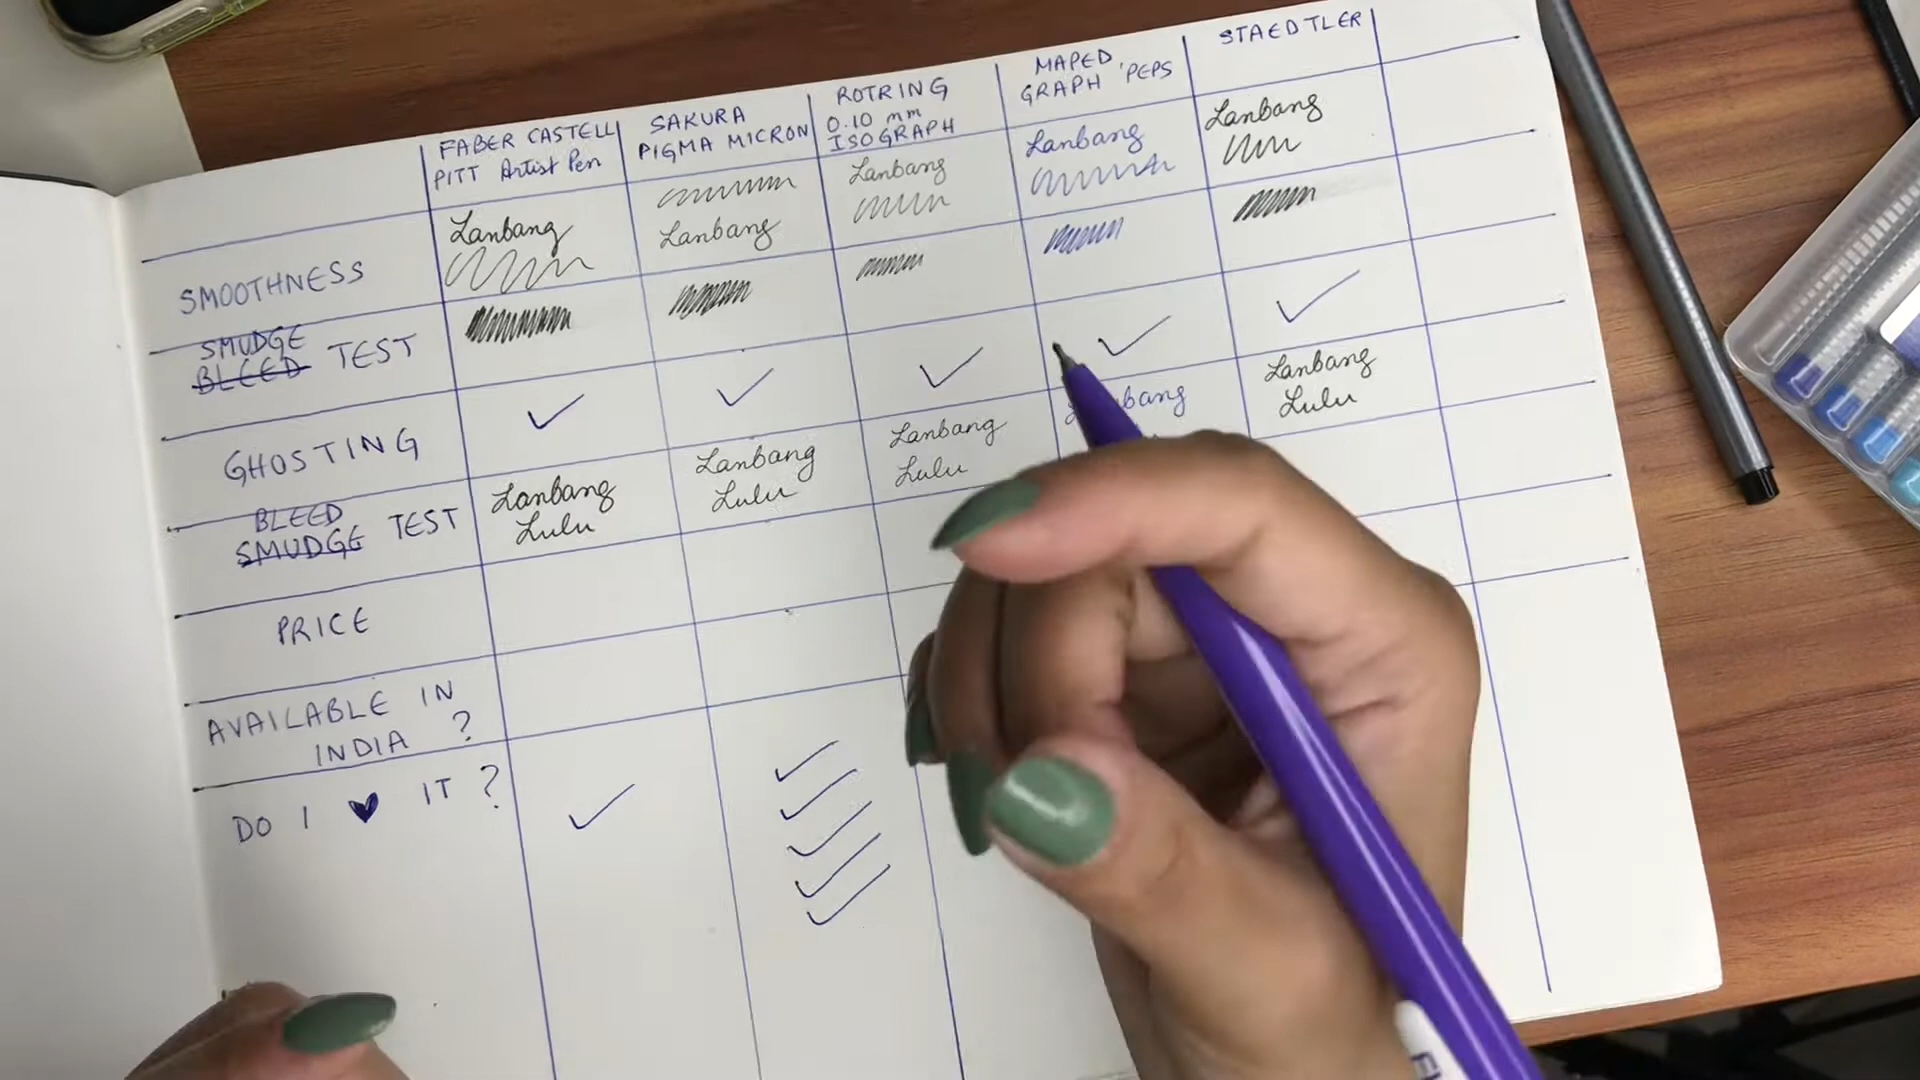 FABER CASTELL
PITT Artist Pen
SAKURA
PIGMA MICRON
ROTRING
0.10 mm
ISOGRAPH
MAPED
GRAPH 'PEPS
STAEDTLER
SMOOTHNESS
Lanbang
Lanbang
Lanbang
Lanbang
Lanbang
SMUDGE
BLEED TEST
GHOSTING
BLEED
SMUDGE TEST
Lanbang
Lulu
Lanbang
Lulu
Lanbang
Lulu
Lanbang
Lulu
PRICE
AVAILABLE IN
INDIA ?
DO I ♥ IT ?